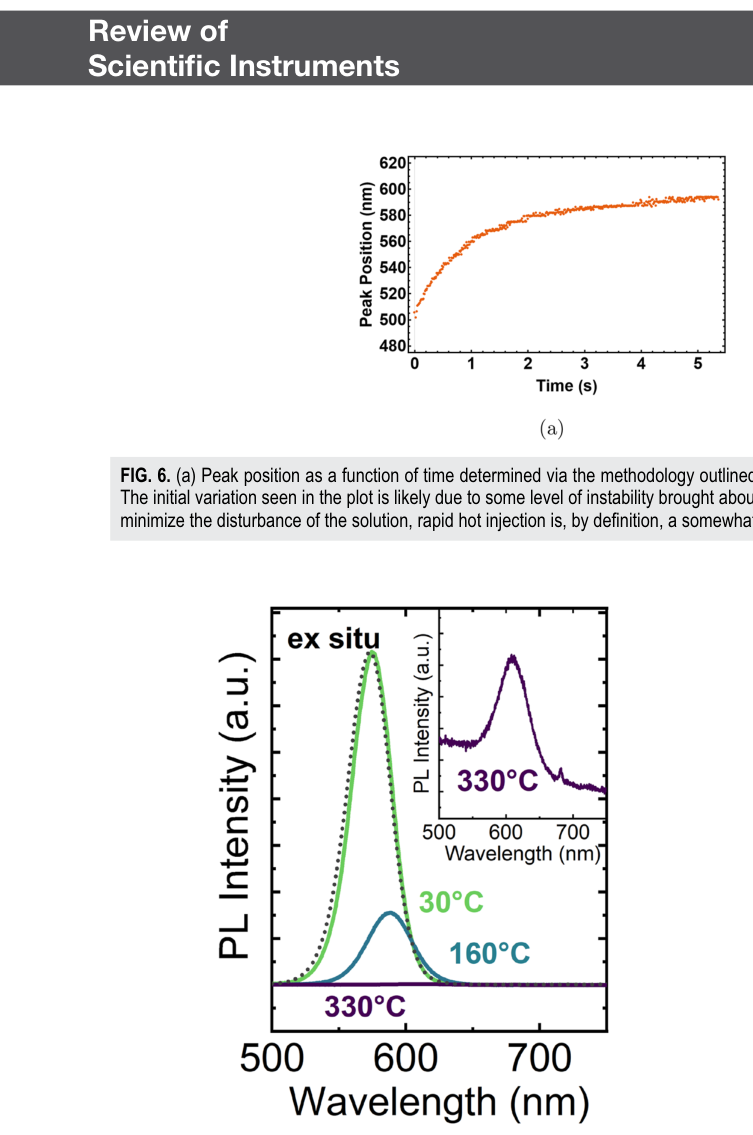 Review of
Scientific Instruments
620
600
580
560
540
520
500
480
Peak Position (nm)
0 1 2 3 4 5
Time (s)
(a)
FIG. 6. (a) Peak position as a function of time determined via the methodology outlined
The initial variation seen in the plot is likely due to some level of instability brought abou
minimize the disturbance of the solution, rapid hot injection is, by definition, a somewha
ex situ
PL Intensity (a.u.)
330°C
500 600 700
Wavelength (nm)
PL Intensity (a.u.)
30°C
160°C
330°C
500 600 700
Wavelength (nm)